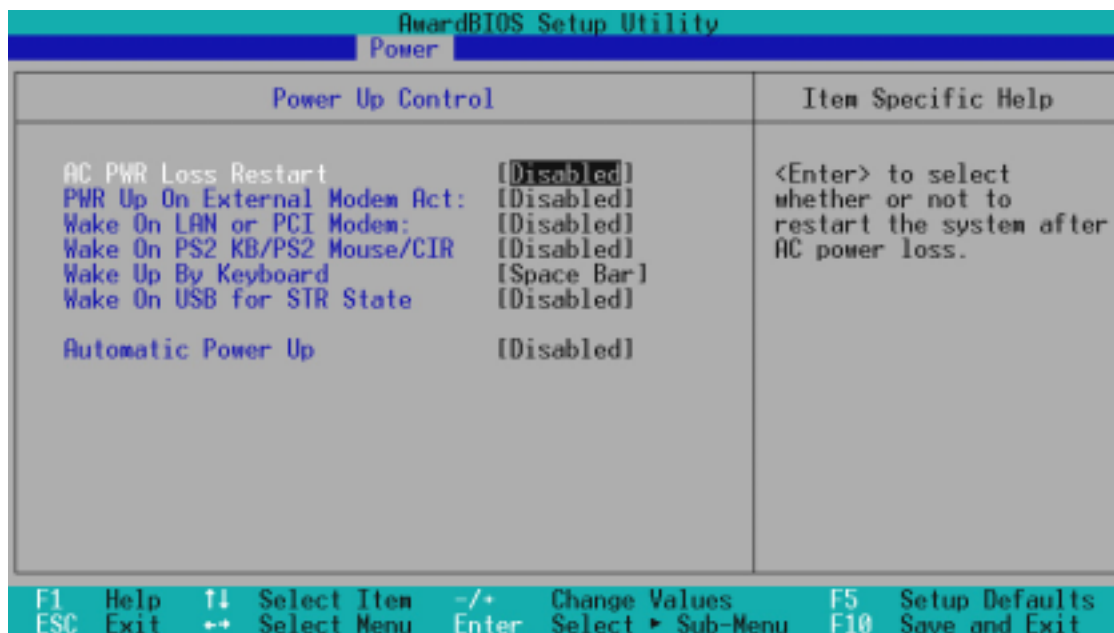 AwardBIOS Setup Utility
Power
Power Up Control
Item Specific Help
AC PWR Loss Restart [Disabled]
PWR Up On External Modem Act: [Disabled]
Wake On LAN or PCI Modem: [Disabled]
Wake On PS2 KB/PS2 Mouse/CIR [Disabled]
Wake Up By Keyboard [Space Bar]
Wake On USB for STR State [Disabled]
Automatic Power Up [Disabled]
<Enter> to select
whether or not to
restart the system after
AC power loss.
F1 Help ↑↓ Select Item -/+ Change Values F5 Setup Defaults
ESC Exit ←→ Select Menu Enter Select ► Sub-Menu F10 Save and Exit